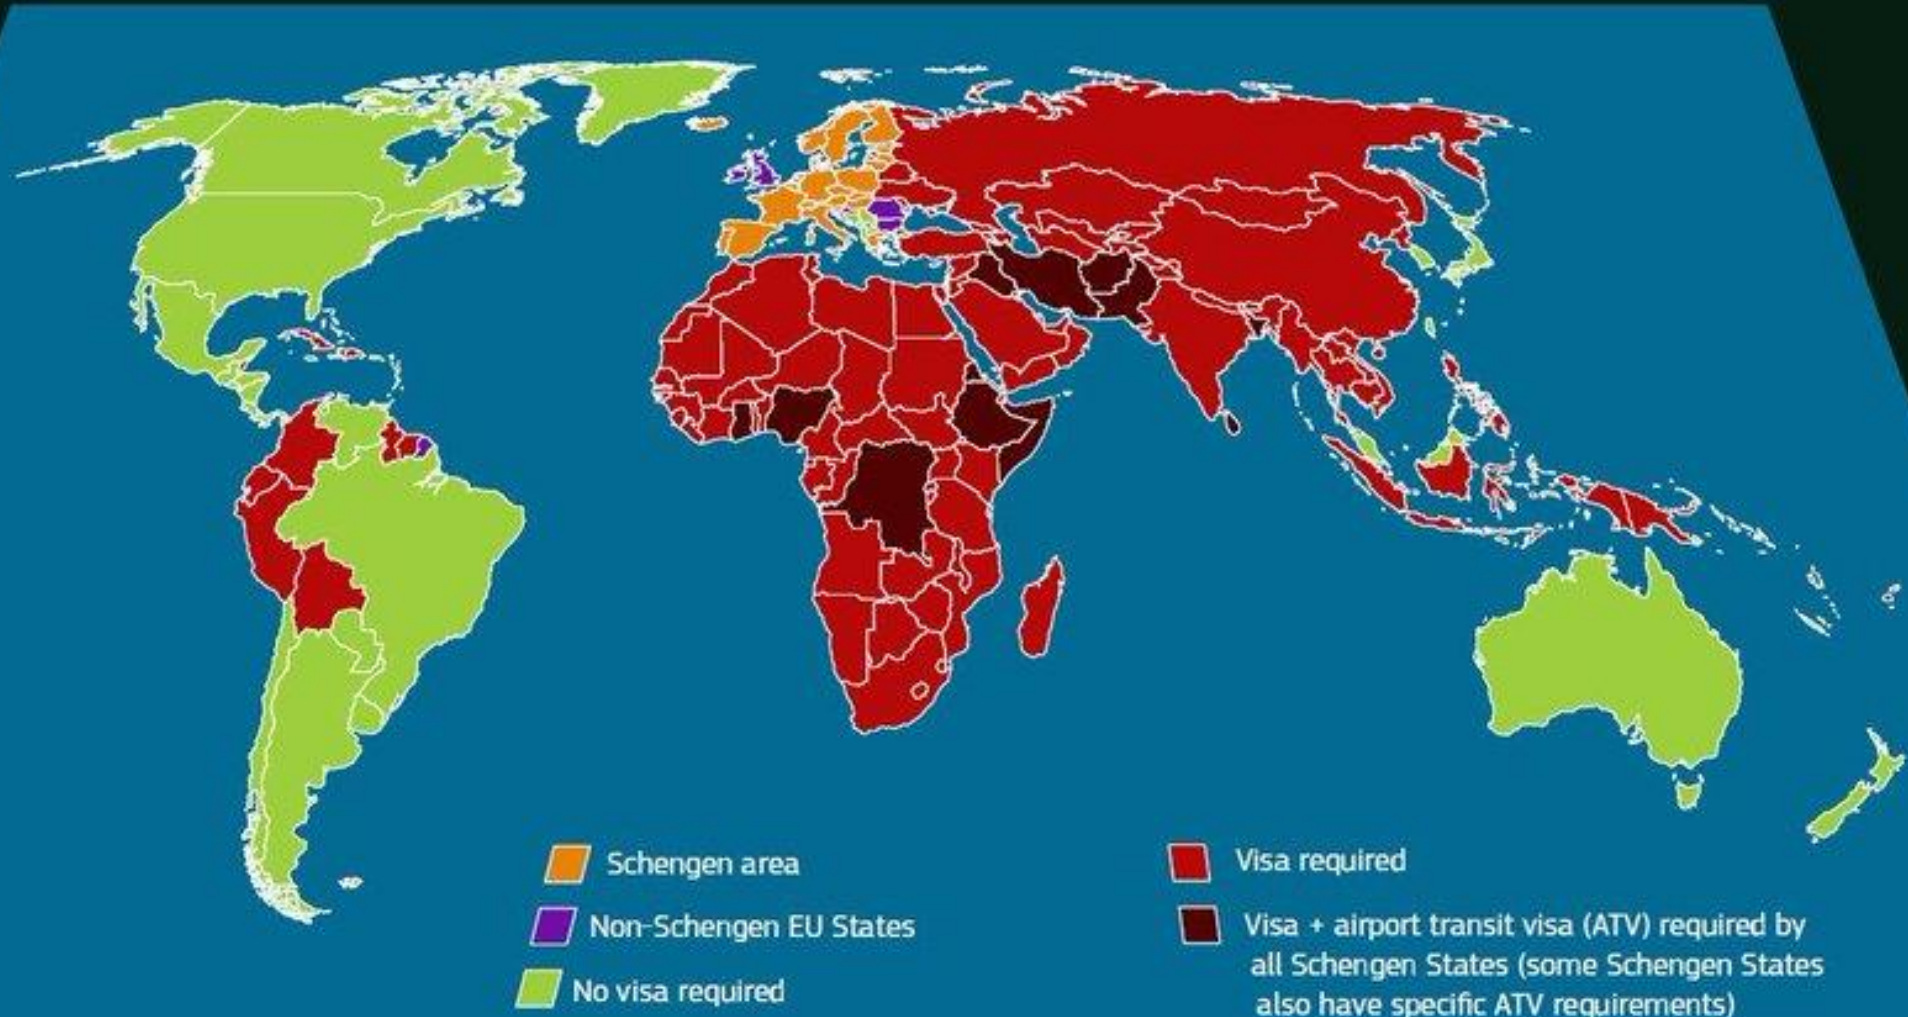 Schengen area
Non-Schengen EU States
No visa required
Visa required
Visa + airport transit visa (ATV) required by
all Schengen States (some Schengen States
also have specific ATV requirements)